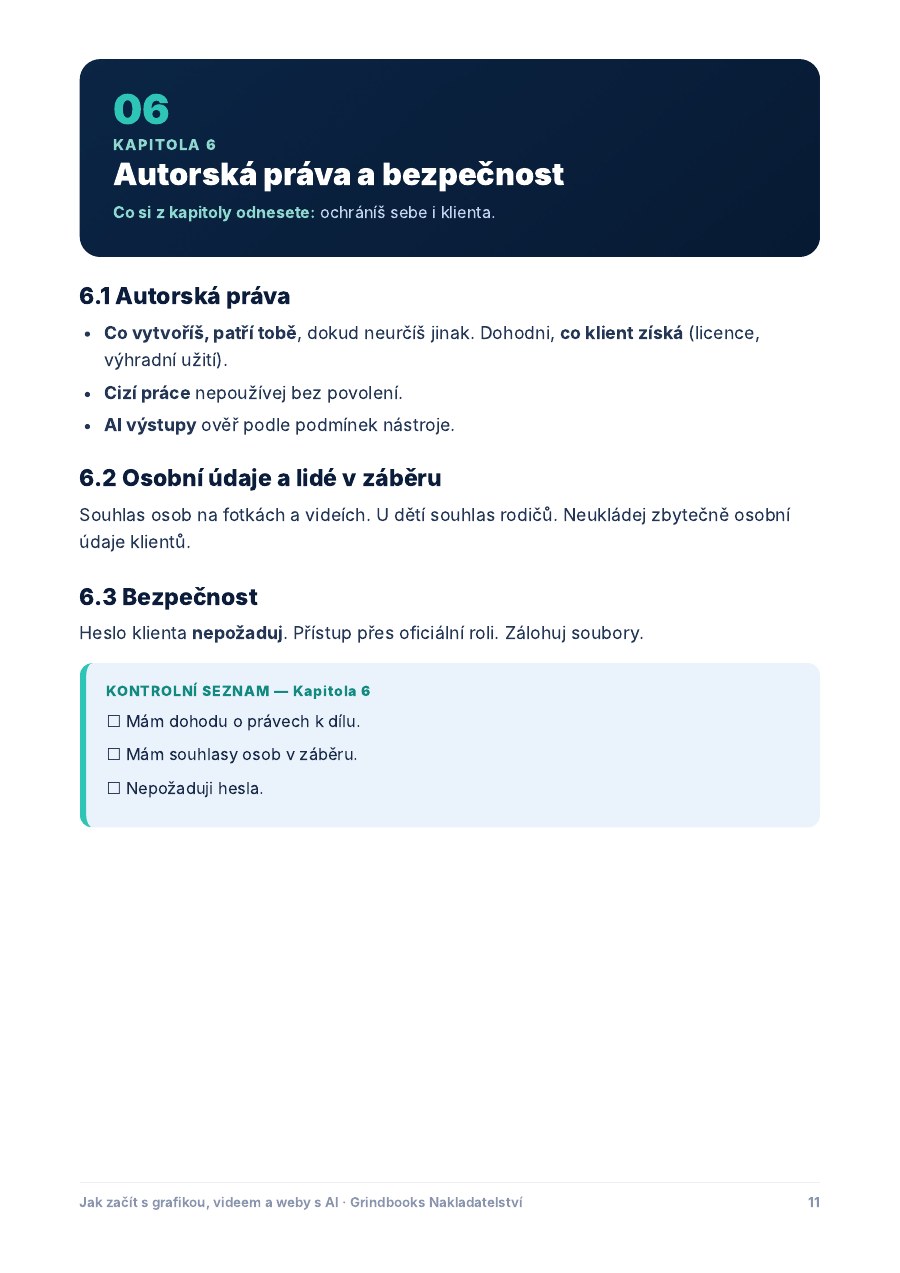 06
KAPITOLA 6
Autorská práva a bezpečnost
Co si z kapitoly odnesete: ochráníš sebe i klienta.
6.1 Autorská práva
• Co vytvoříš, patří tobě, dokud neurčíš jinak. Dohodni, co klient získá (licence,
výhradní užití).
• Cizí práce nepoužívej bez povolení.
• AI výstupy ověř podle podmínek nástroje.
6.2 Osobní údaje a lidé v záběru
Souhlas osob na fotkách a videích. U dětí souhlas rodičů. Neukládej zbytečně osobní
údaje klientů.
6.3 Bezpečnost
Heslo klienta nepožaduj. Přístup přes oficiální roli. Zálohuj soubory.
KONTROLNÍ SEZNAM — Kapitola 6
☐ Mám dohodu o právech k dílu.
☐ Mám souhlasy osob v záběru.
☐ Nepožaduji hesla.
Jak začít s grafikou, videem a weby s AI · Grindbooks Nakladatelství 11